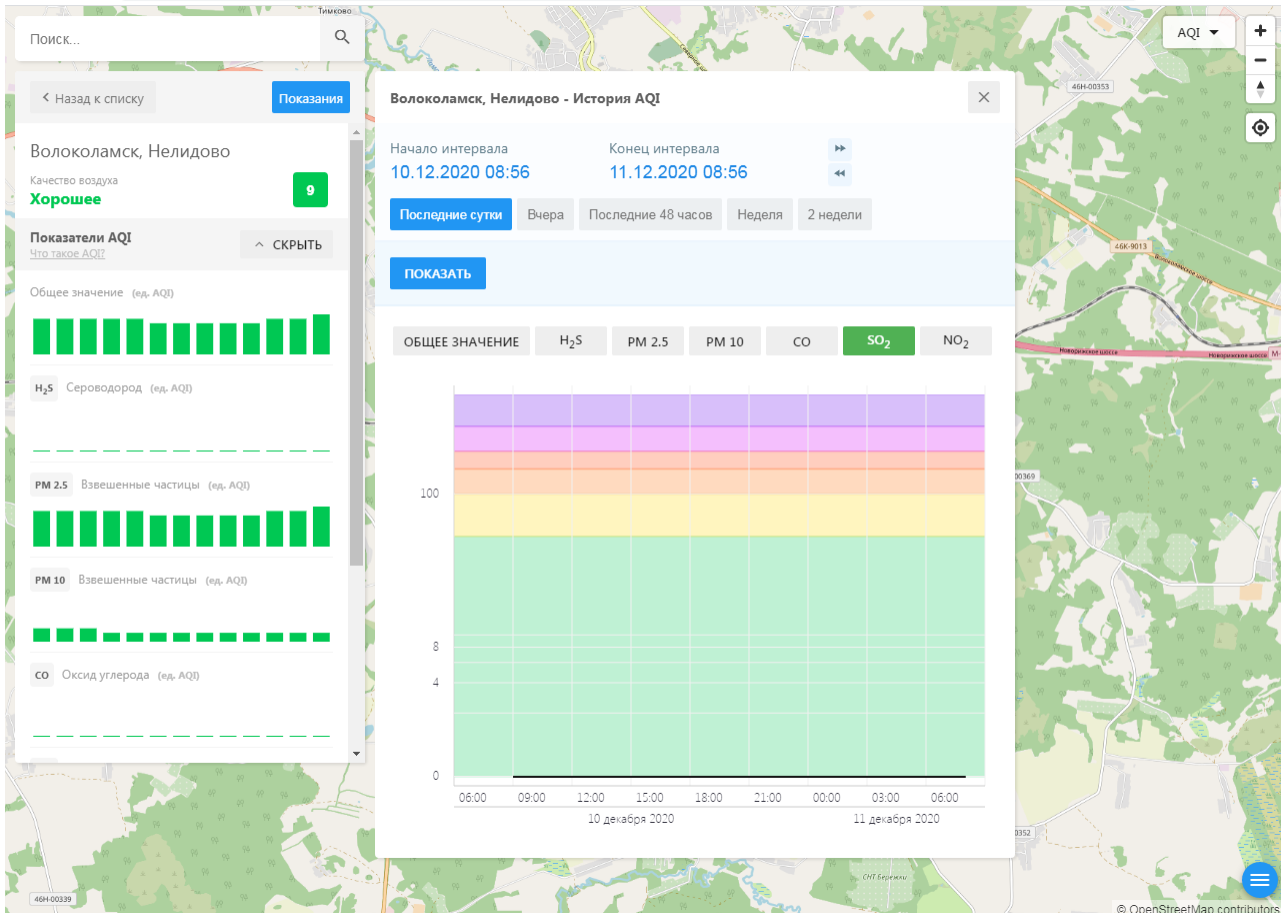 Тимково
Поиск...
AQI
46Н-00353
Назад к списку
Показания
Волоколамск, Нелидово - История AQI
Волоколамск, Нелидово
Качество воздуха
Хорошее
9
Начало интервала
Конец интервала
10.12.2020 08:56
11.12.2020 08:56
Последние сутки
Вчера
Последние 48 часов
Неделя
2 недели
Показатели AQI
Что такое AQI?
СКРЫТЬ
ПОКАЗАТЬ
46К-9013
Волоколамское шоссе
Общее значение (ед. AQI)
ОБЩЕЕ ЗНАЧЕНИЕ
H2S
PM 2.5
PM 10
CO
SO2
NO2
Новорижское шоссе
Новорижское шоссе
М-
H2S Сероводород (ед. AQI)
PM 2.5 Взвешенные частицы (ед. AQI)
PM 10 Взвешенные частицы (ед. AQI)
CO Оксид углерода (ед. AQI)
100
8
4
0
00369
06:00
09:00
12:00
15:00
18:00
21:00
00:00
03:00
06:00
10 декабря 2020
11 декабря 2020
00352
СНТ Бережки
46Н-00339
© OpenStreetMap contributors